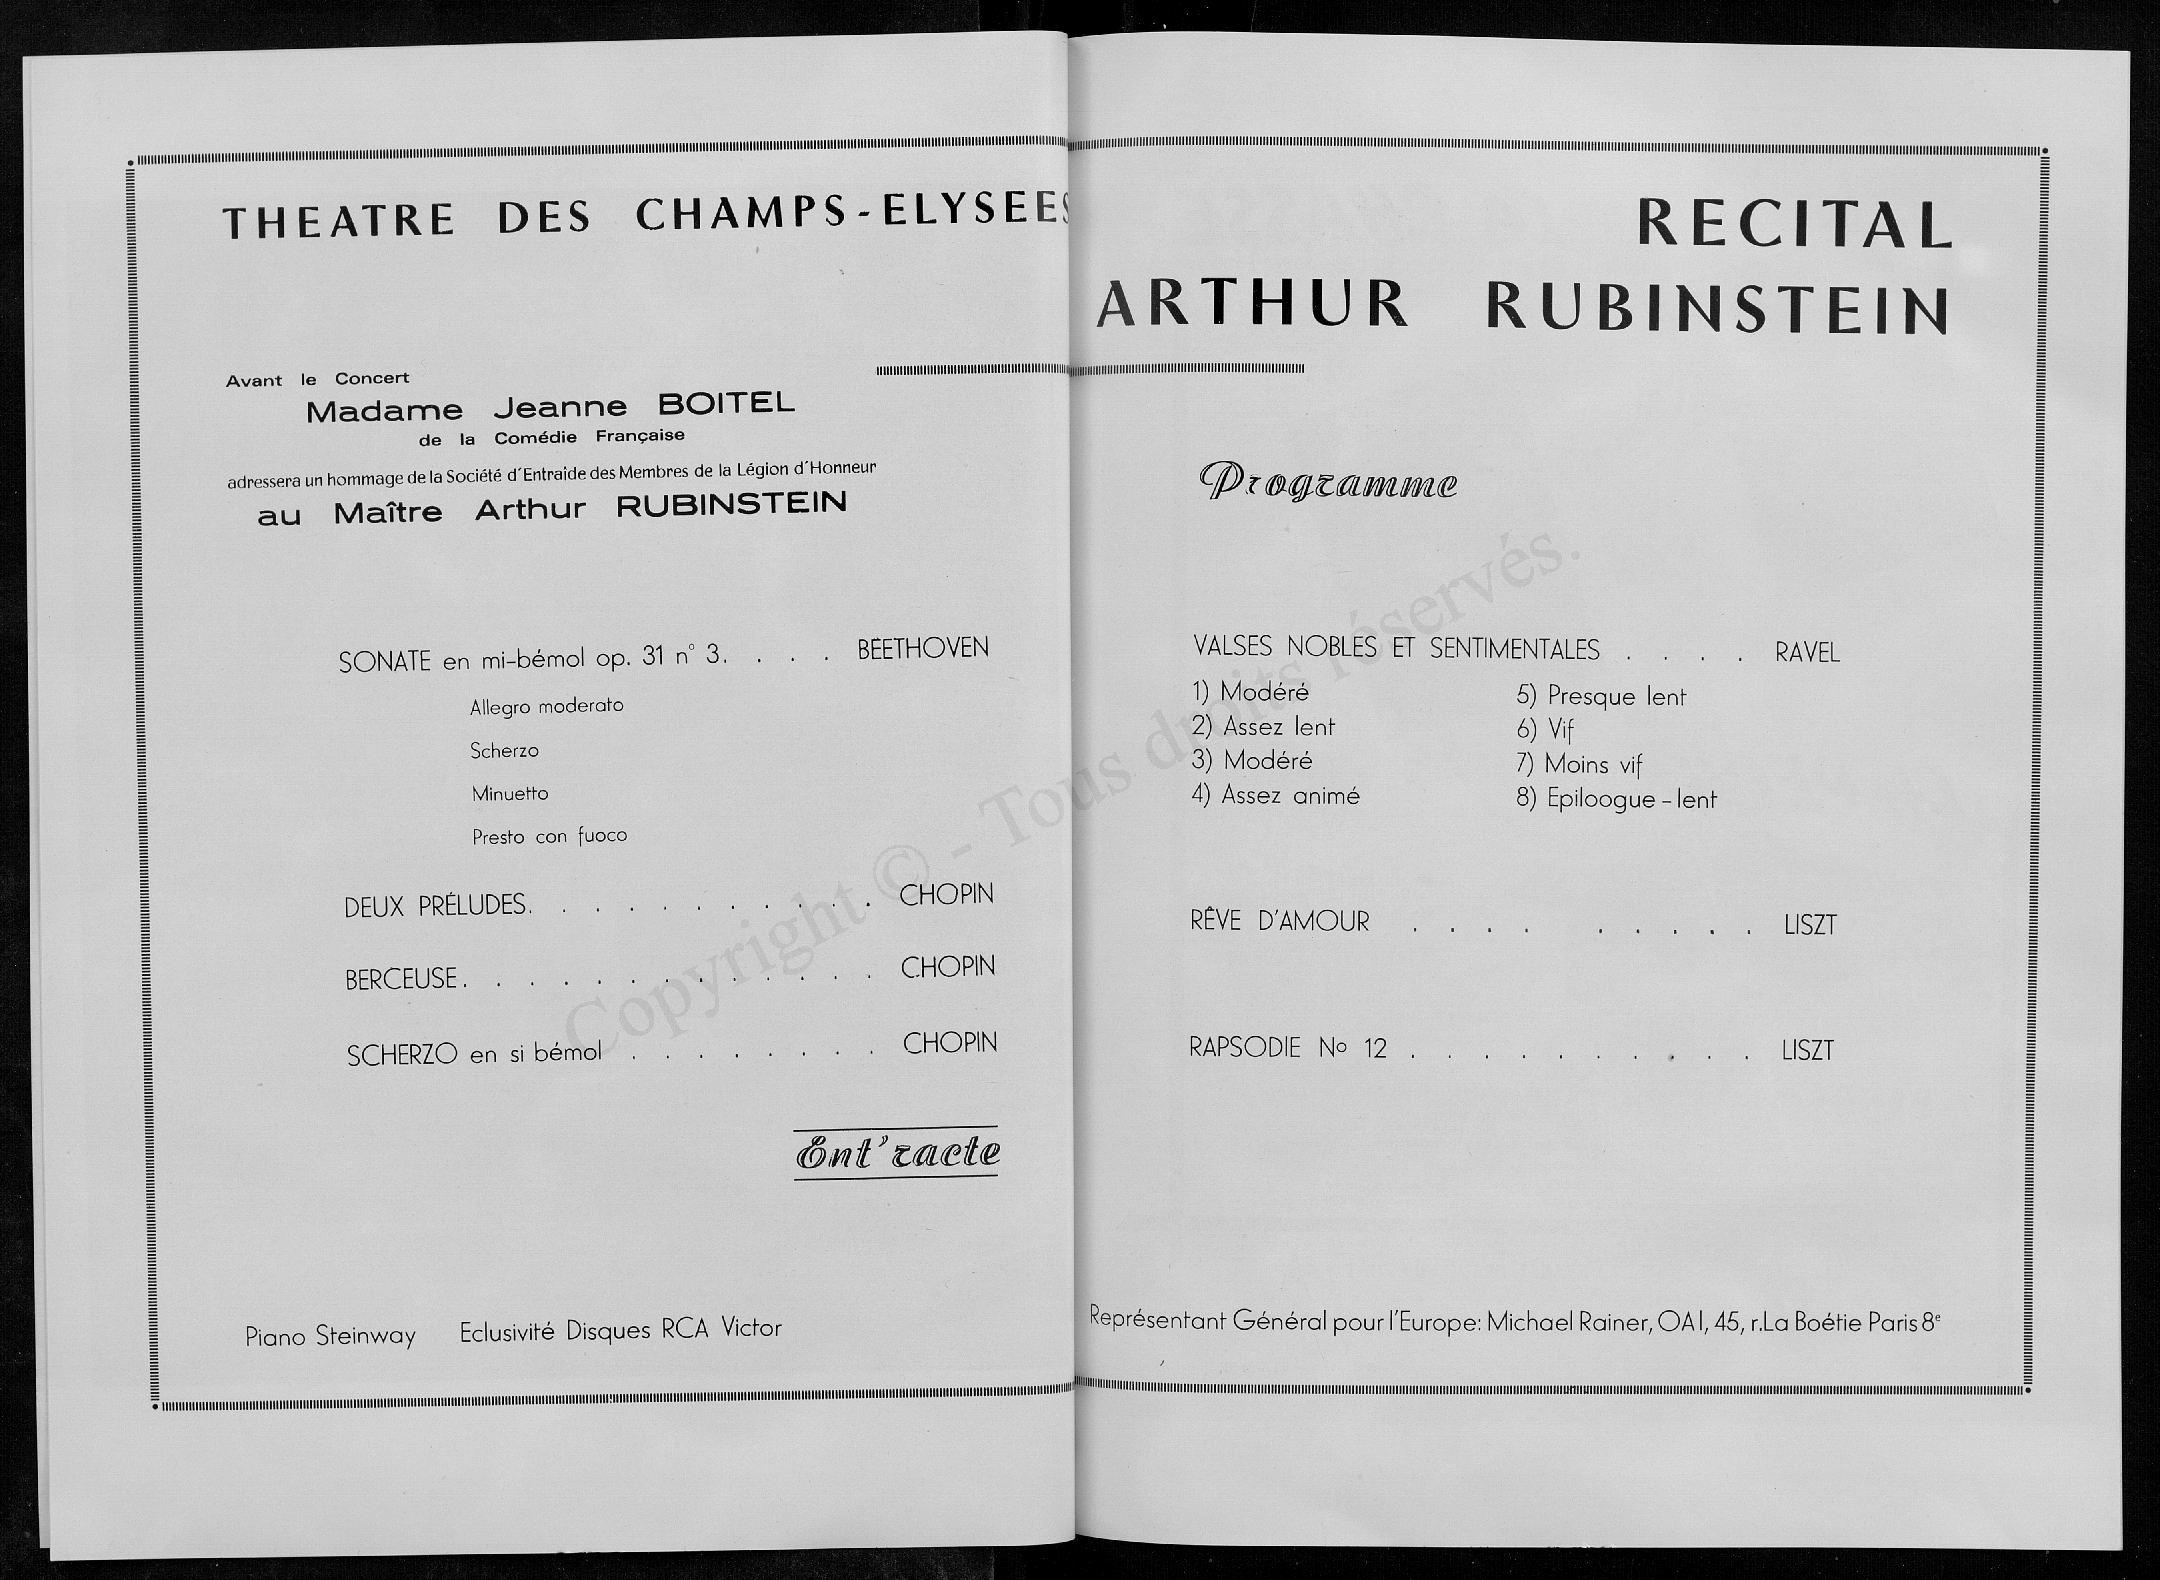 THEATRE DES CHAMPS-ELYSEES
Avant le Concert
Madame Jeanne BOITEL
de la Comédie Française
adressera un hommage de la Société d'Entraide des Membres de la Légion d'Honneur
au Maître Arthur RUBINSTEIN
SONATE en mi-bémol op. 31 n° 3. . . . BEETHOVEN
Allegro moderato
Scherzo
Minuetto
Presto con fuoco
DEUX PRÉLUDES. . . . . . . . . . . CHOPIN
BERCEUSE. . . . . . . . . . . . . CHOPIN
SCHERZO en si bémol . . . . . . . . CHOPIN
Ent'racte
Piano Steinway Eclusivité Disques RCA Victor
RECITAL
ARTHUR RUBINSTEIN
Programme
VALSES NOBLES ET SENTIMENTALES . . . . RAVEL
1) Modéré 5) Presque lent
2) Assez lent 6) Vif
3) Modéré 7) Moins vif
4) Assez animé 8) Epiloogue - lent
RÊVE D'AMOUR . . . . . . . . . LISZT
RAPSODIE No 12 . . . . . . . . . . LISZT
Représentant Général pour l'Europe: Michael Rainer, OAI, 45, r.La Boétie Paris 8e
Copyright © - Tous droits réservés.